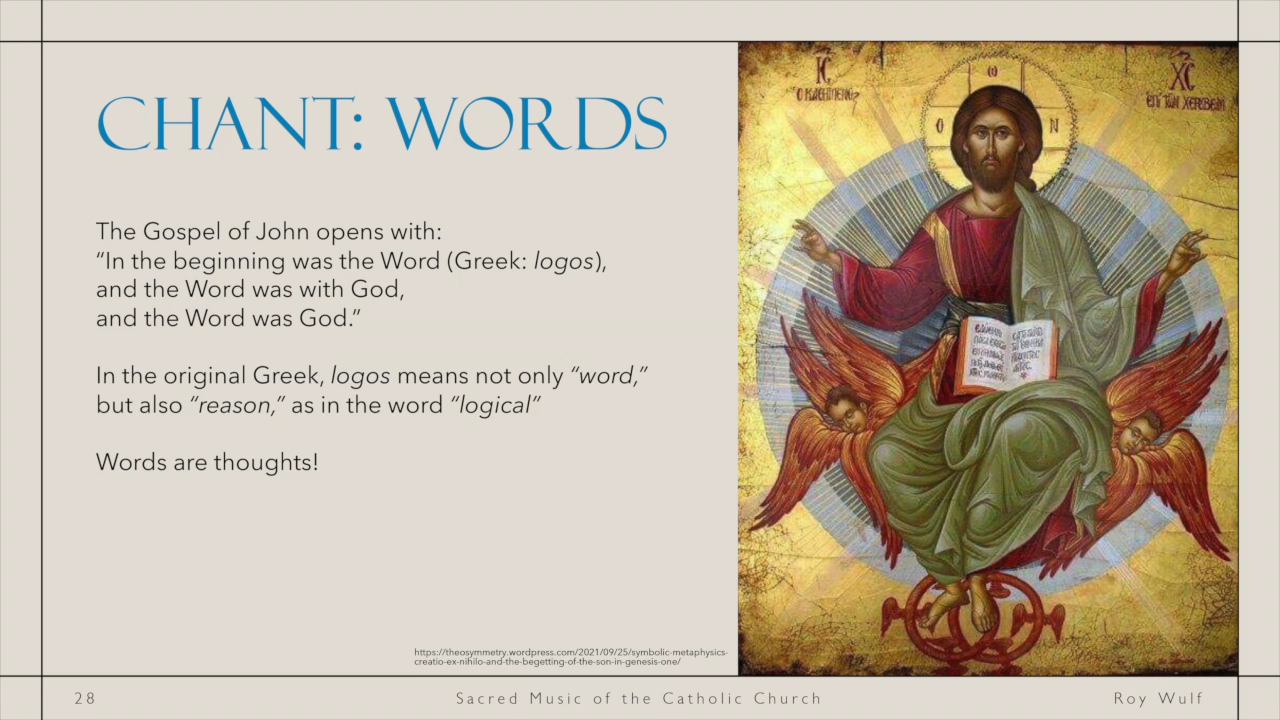 CHANT: WORDS
The Gospel of John opens with:
“In the beginning was the Word (Greek: logos),
and the Word was with God,
and the Word was God.”
In the original Greek, logos means not only “word,”
but also “reason,” as in the word “logical”
Words are thoughts!
https://theosymmetry.wordpress.com/2021/09/25/symbolic-metaphysics-
creatio-ex-nihilo-and-the-begetting-of-the-son-in-genesis-one/
ΙC
ΧC
ω
Ο
Ν
28
Sacred Music of the Catholic Church
Roy Wulf